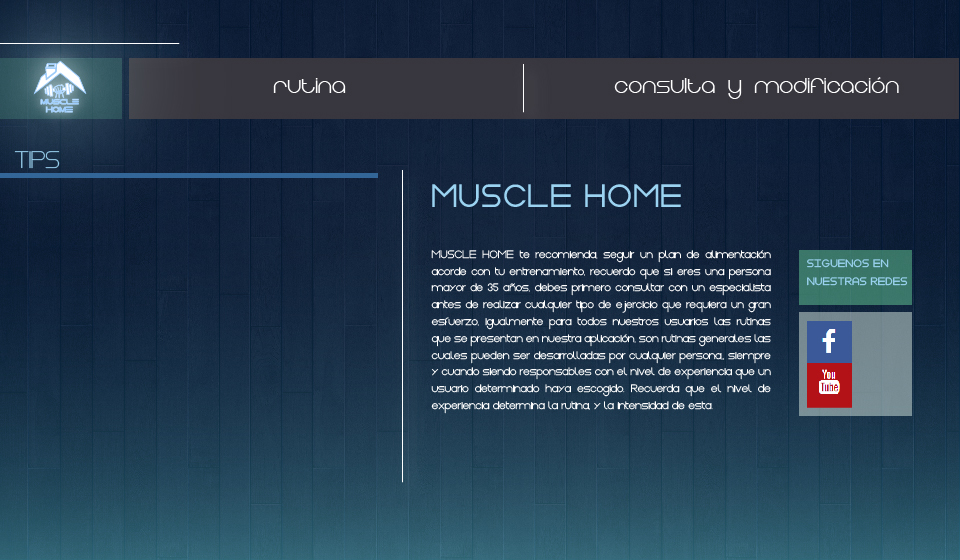 MUSCLE
HOME
rutina
consulta y modificación
TIPS
MUSCLE HOME
MUSCLE HOME te recomienda, seguir un plan de alimentación
acorde con tu entrenamiento, recuerdo que si eres una persona
mayor de 35 años, debes primero consultar con un especialista
antes de realizar cualquier tipo de ejercicio que requiera un gran
esfuerzo, igualmente para todos nuestros usuarios las rutinas
que se presentan en nuestra aplicación, son rutinas generales las
cuales pueden ser desarrolladas por cualquier persona,, siempre
y cuando siendo responsables con el nivel de experiencia que un
usuario determinado haya escogido. Recuerda que el nivel de
experiencia determina la rutina, y la intensidad de esta.
SIGUENOS EN
NUESTRAS REDES
f
You
Tube